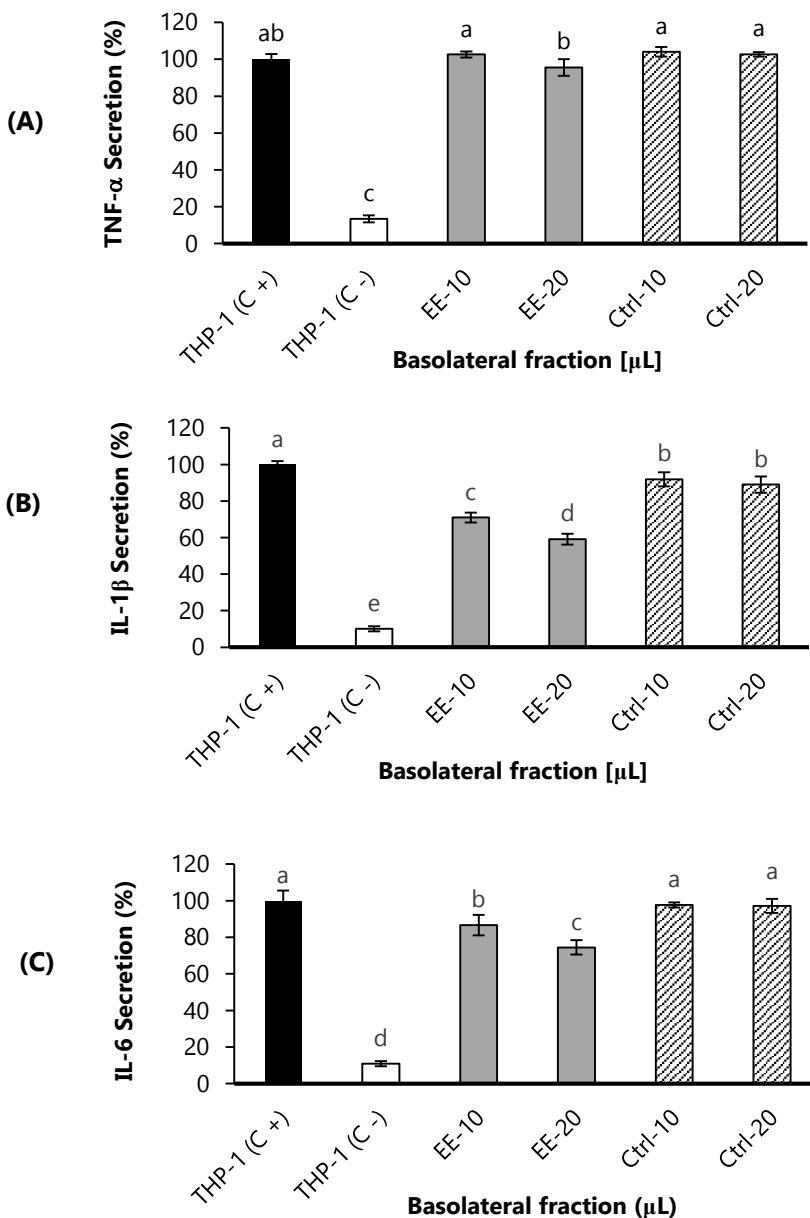 (A)
TNF-α Secretion (%)
120
100
80
60
40
20
0
ab
c
a
b
a
a
THP-1 (C +)
THP-1 (C -)
EE-10
EE-20
Ctrl-10
Ctrl-20
Basolateral fraction [μL]
(B)
IL-1β Secretion (%)
120
100
80
60
40
20
0
a
e
c
d
b
b
THP-1 (C +)
THP-1 (C -)
EE-10
EE-20
Ctrl-10
Ctrl-20
Basolateral fraction [μL]
(C)
IL-6 Secretion (%)
120
100
80
60
40
20
0
a
d
b
c
a
a
THP-1 (C +)
THP-1 (C -)
EE-10
EE-20
Ctrl-10
Ctrl-20
Basolateral fraction (μL)